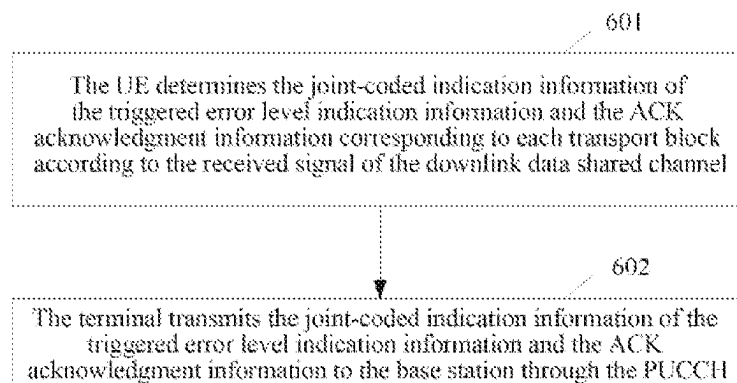 601
The UE determines the joint-coded indication information of
the triggered error level indication information and the ACK
acknowledgment information corresponding to each transport block
according to the received signal of the downlink data shared channel
602
The terminal transmits the joint-coded indication information of the
triggered error level indication information and the ACK
acknowledgment information to the base station through the PUCCH